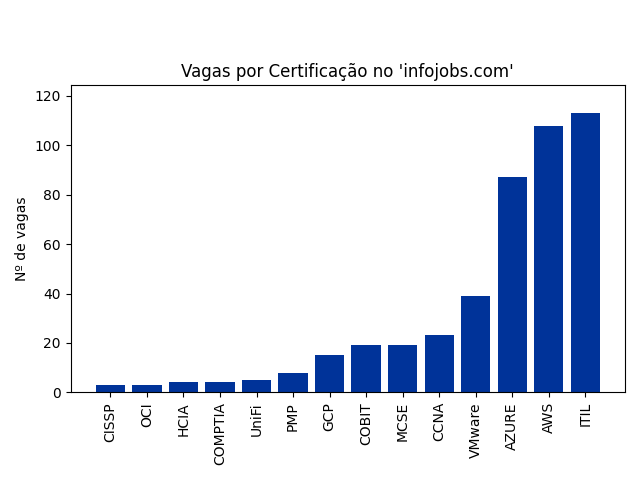 Vagas por Certificação no 'infojobs.com'
Nº de vagas
120
100
80
60
40
20
0
CISSP
OCI
HCIA
COMPTIA
UniFi
PMP
GCP
COBIT
MCSE
CCNA
VMware
AZURE
AWS
ITIL